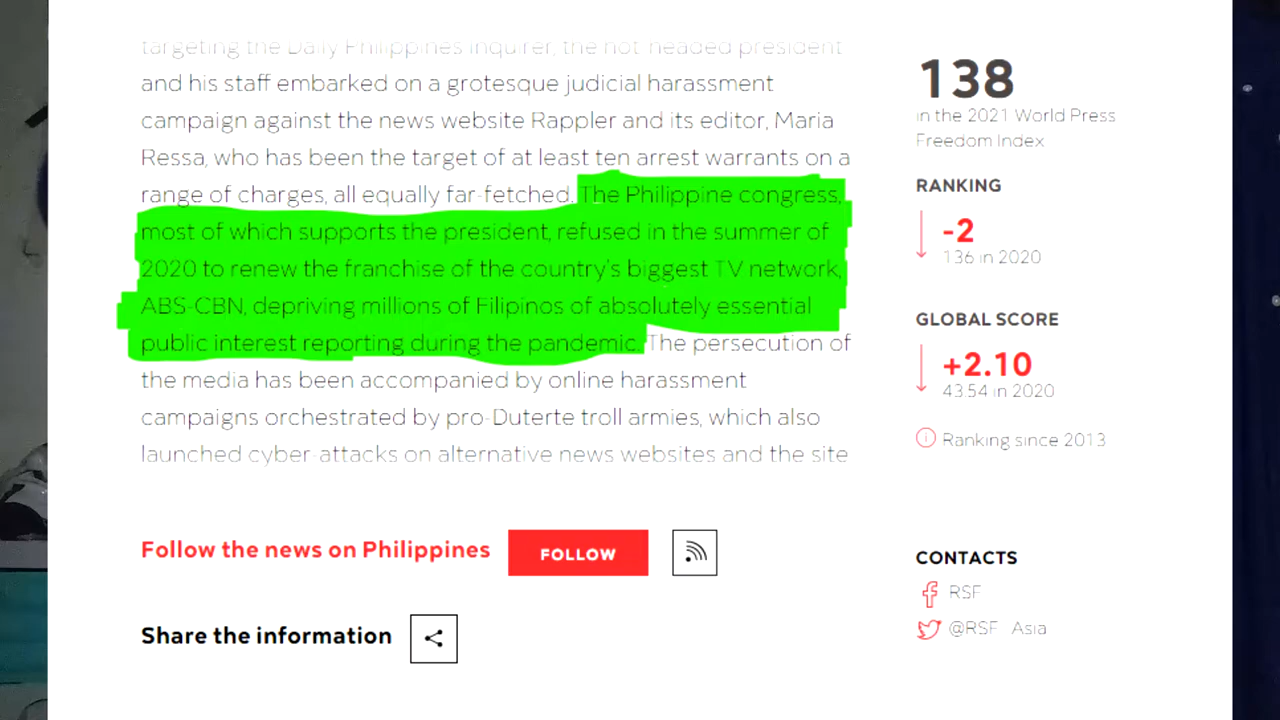 targeting the Daily Philippines Inquirer, the hot-headed president
and his staff embarked on a grotesque judicial harassment
campaign against the news website Rappler and its editor, Maria
Ressa, who has been the target of at least ten arrest warrants on a
range of charges, all equally far-fetched. The Philippine congress,
most of which supports the president, refused in the summer of
2020 to renew the franchise of the country's biggest TV network,
ABS-CBN, depriving millions of Filipinos of absolutely essential
public interest reporting during the pandemic. The persecution of
the media has been accompanied by online harassment
campaigns orchestrated by pro-Duterte troll armies, which also
launched cyber-attacks on alternative news websites and the site
Follow the news on Philippines
FOLLOW
Share the information
138
in the 2021 World Press
Freedom Index
RANKING
-2
136 in 2020
GLOBAL SCORE
+2.10
43.54 in 2020
Ranking since 2013
CONTACTS
RSF
@RSF Asia